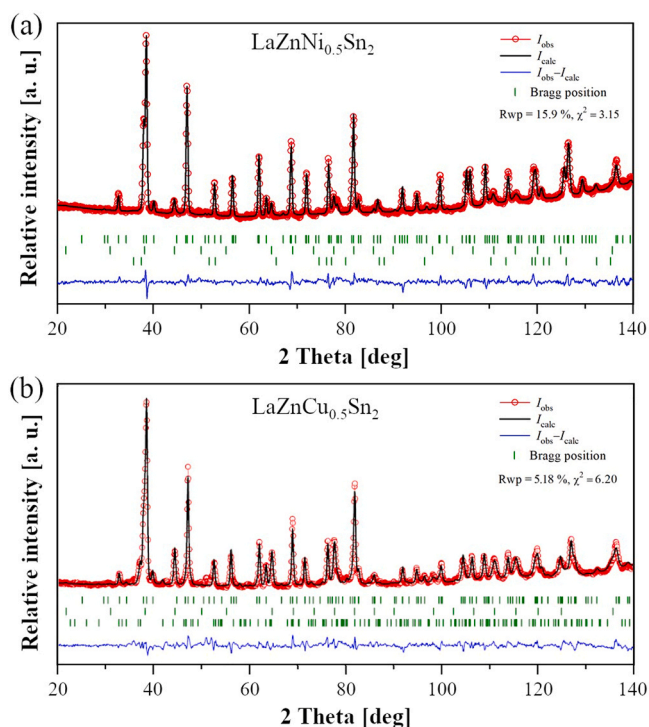 (a)
LaZnNi0.5Sn2
Iobs
Icalc
Iobs–Icalc
Bragg position
Rwp = 15.9 %, χ² = 3.15
Relative intensity [a. u.]
20 40 60 80 100 120 140
2 Theta [deg]
(b)
LaZnCu0.5Sn2
Iobs
Icalc
Iobs–Icalc
Bragg position
Rwp = 5.18 %, χ² = 6.20
Relative intensity [a. u.]
20 40 60 80 100 120 140
2 Theta [deg]